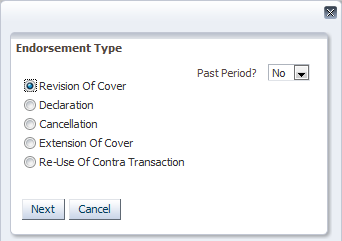 Endorsement Type
Past Period? No
Revision Of Cover
Declaration
Cancellation
Extension Of Cover
Re-Use Of Contra Transaction
Next Cancel